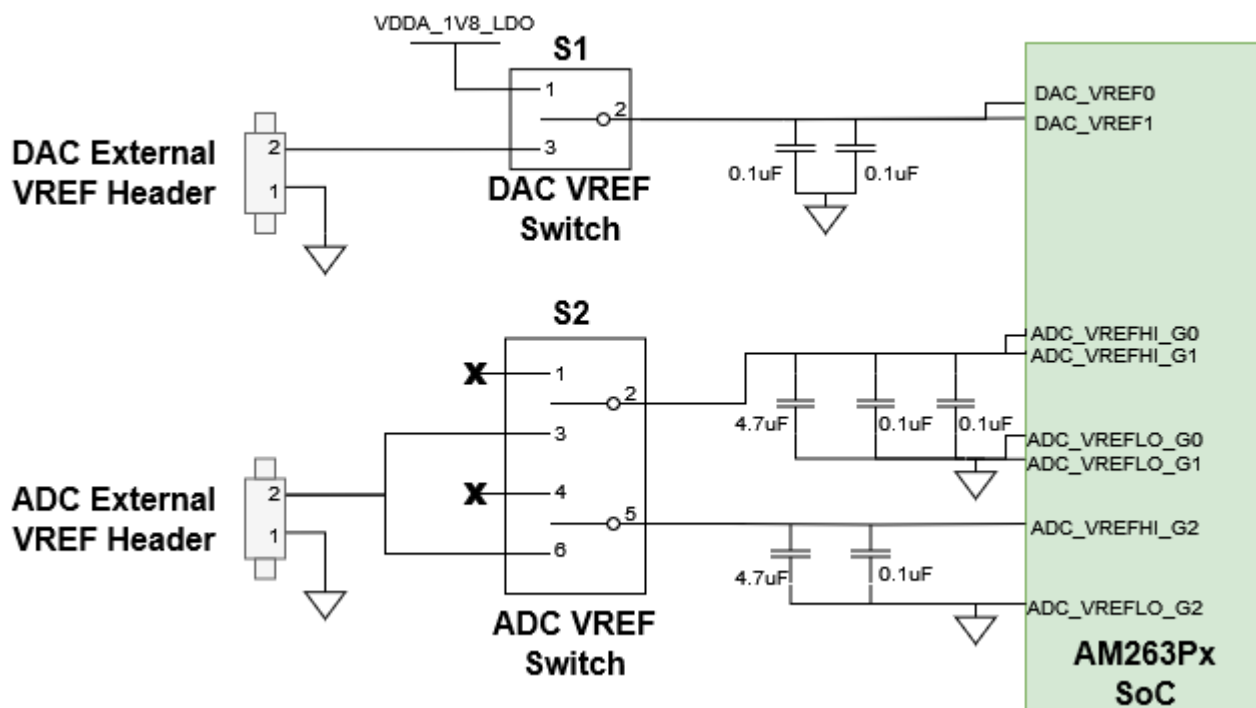 VDDA_1V8_LDO
S1
1
2
3
DAC VREF
Switch
DAC External
VREF Header
2
1
0.1uF
0.1uF
DAC_VREF0
DAC_VREF1
S2
1
2
3
4
5
6
ADC VREF
Switch
ADC External
VREF Header
2
1
4.7uF
0.1uF
0.1uF
4.7uF
0.1uF
ADC_VREFHI_G0
ADC_VREFHI_G1
ADC_VREFLO_G0
ADC_VREFLO_G1
ADC_VREFHI_G2
ADC_VREFLO_G2
AM263Px
SoC